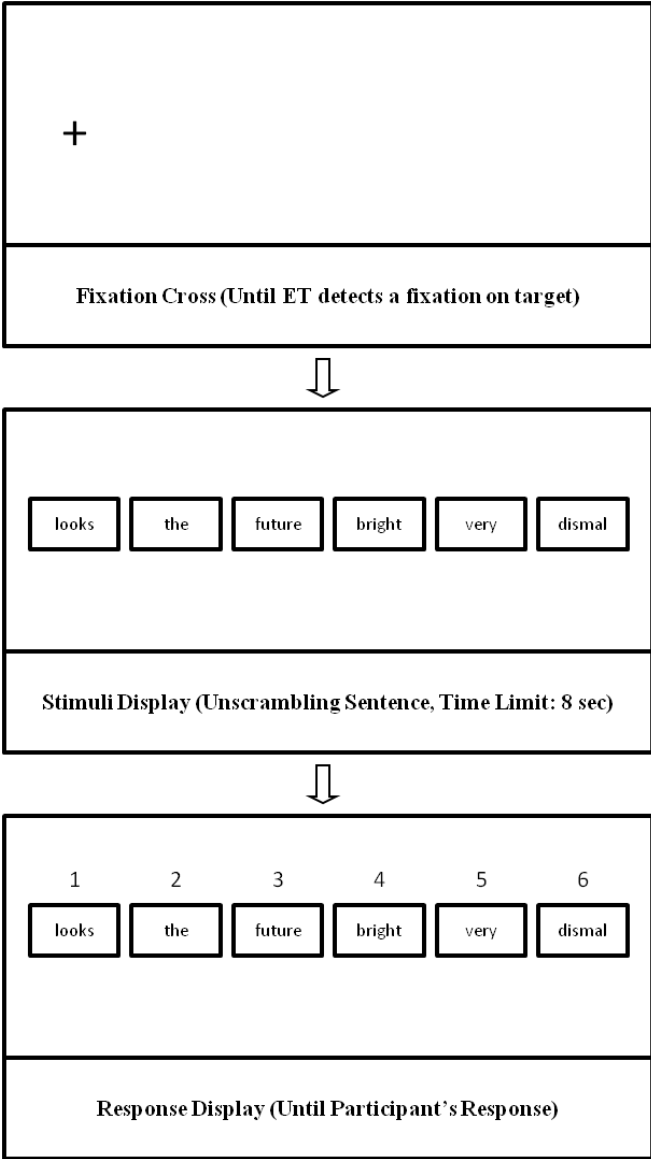 +
Fixation Cross (Until ET detects a fixation on target)
looks the future bright very dismal
Stimuli Display (Unscrambling Sentence, Time Limit: 8 sec)
1 2 3 4 5 6
looks the future bright very dismal
Response Display (Until Participant's Response)